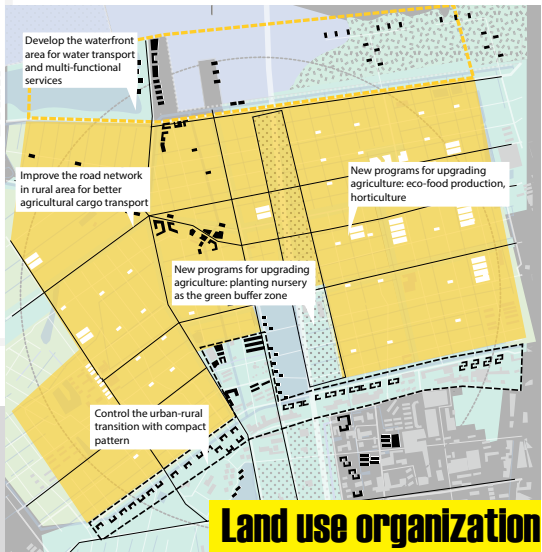 Develop the waterfront
area for water transport
and multi-functional
services
Improve the road network
in rural area for better
agricultural cargo transport
New programs for upgrading
agriculture: eco-food production,
horticulture
New programs for upgrading
agriculture: planting nursery
as the green buffer zone
Control the urban-rural
transition with compact
pattern
Land use organization